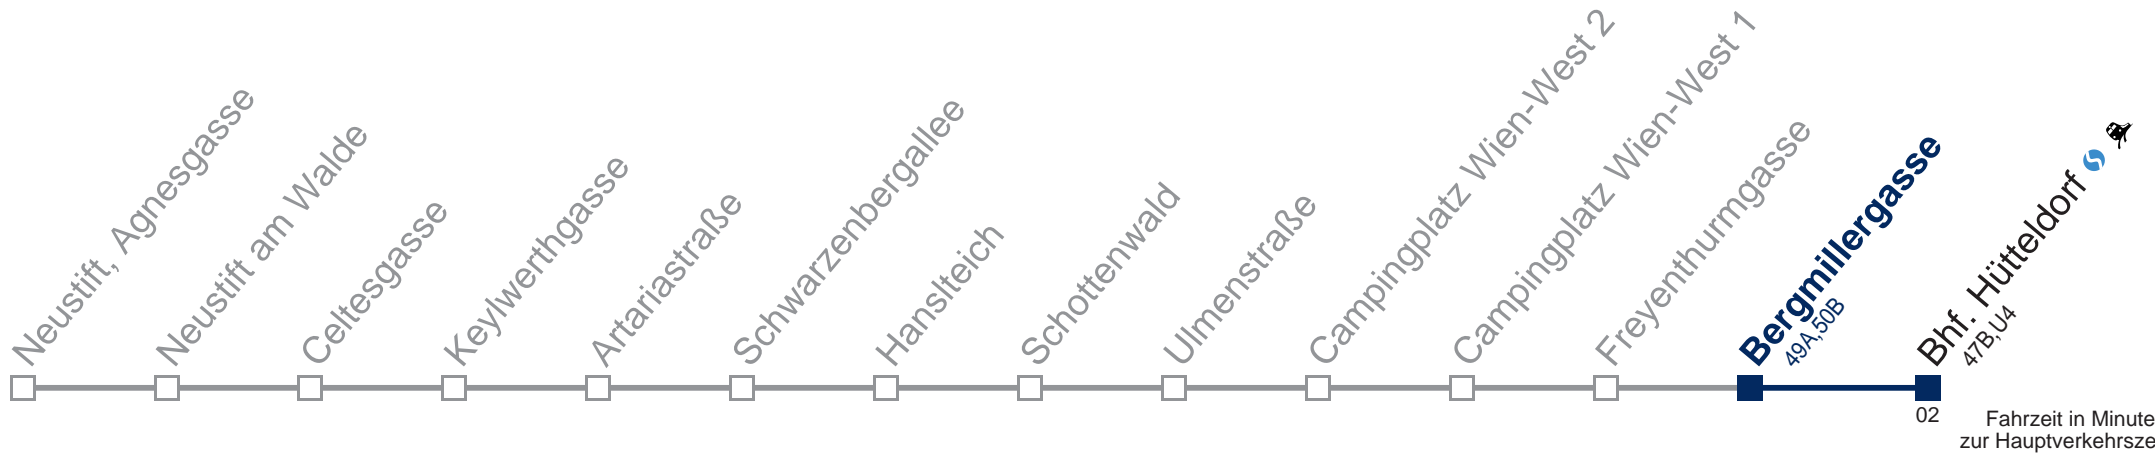 Neustift, Agnesgasse
Neustift am Walde
Celtesgasse
Keylwerthgasse
Artariastraße
Schwarzenbergallee
Hanslteich
Schottenwald
Ulmenstraße
Campingplatz Wien-West 2
Campingplatz Wien-West 1
Freyenthurmgasse
Bergmillergasse
49A,50B
Bhf. Hütteldorf
47B,U4
02
Fahrzeit in Minute
zur Hauptverkehrsze